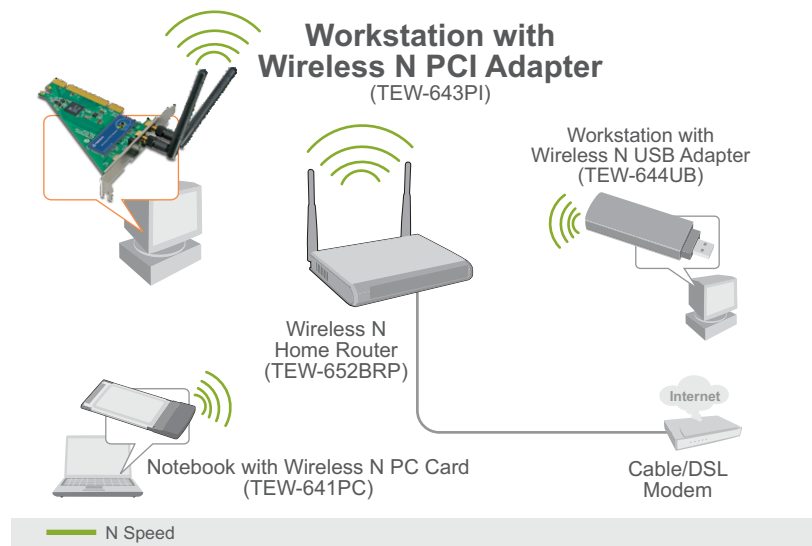 Workstation with
Wireless N PCI Adapter
(TEW-643PI)
Workstation with
Wireless N USB Adapter
(TEW-644UB)
Wireless N
Home Router
(TEW-652BRP)
Internet
Notebook with Wireless N PC Card
(TEW-641PC)
Cable/DSL
Modem
N Speed